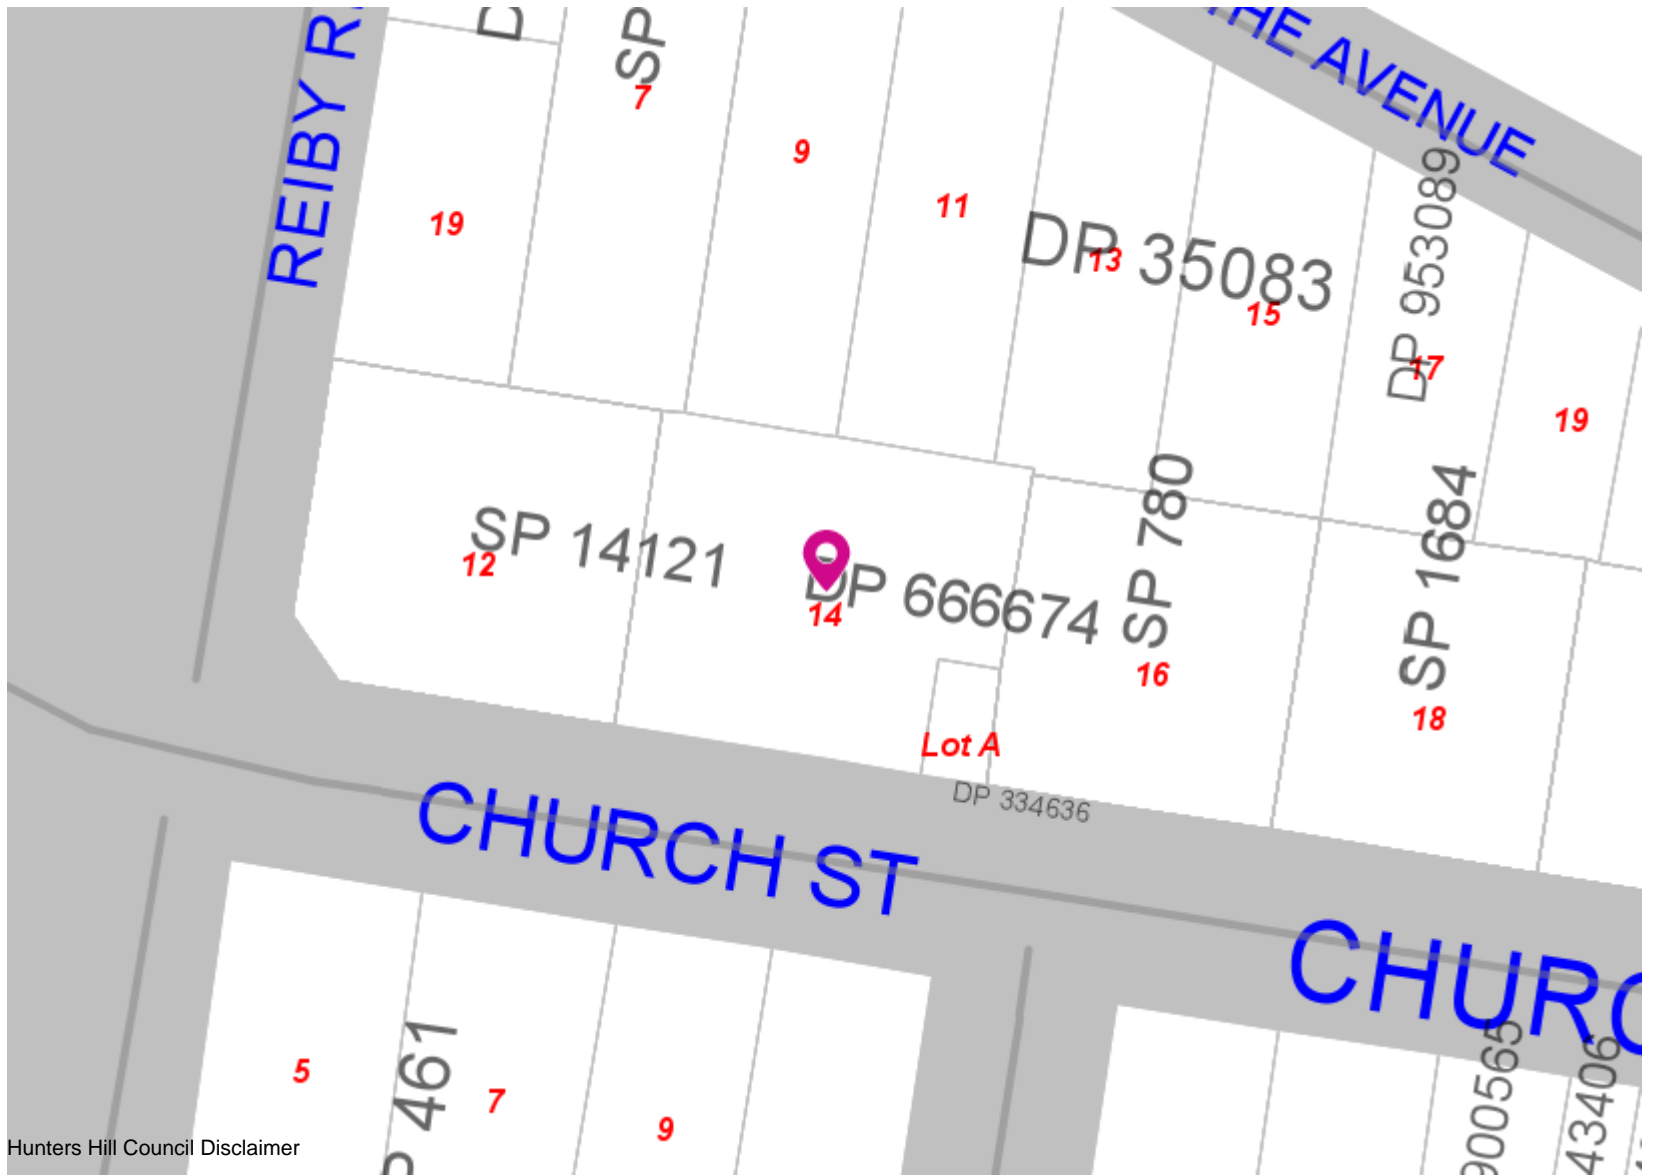 THE AVENUE
REIBY
SP
7
9
11
19
DP 35083
13
15
DP 953089
17
19
SP 14121
12
DP 666674
14
SP 780
16
SP 1684
18
Lot A
DP 334636
CHURCH ST
5
461
7
9
Hunters Hill Council Disclaimer